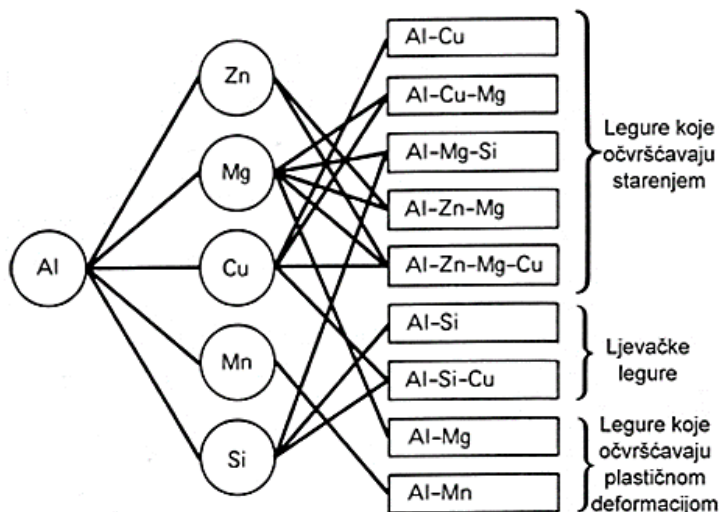 Al
Zn
Mg
Cu
Mn
Si
Al-Cu
Al-Cu-Mg
Al-Mg-Si
Al-Zn-Mg
Al-Zn-Mg-Cu
Al-Si
Al-Si-Cu
Al-Mg
Al-Mn
Legure koje
očvršćavaju
starenjem
Ljevačke
legure
Legure koje
očvršćavaju
plastičnom
deformacijom